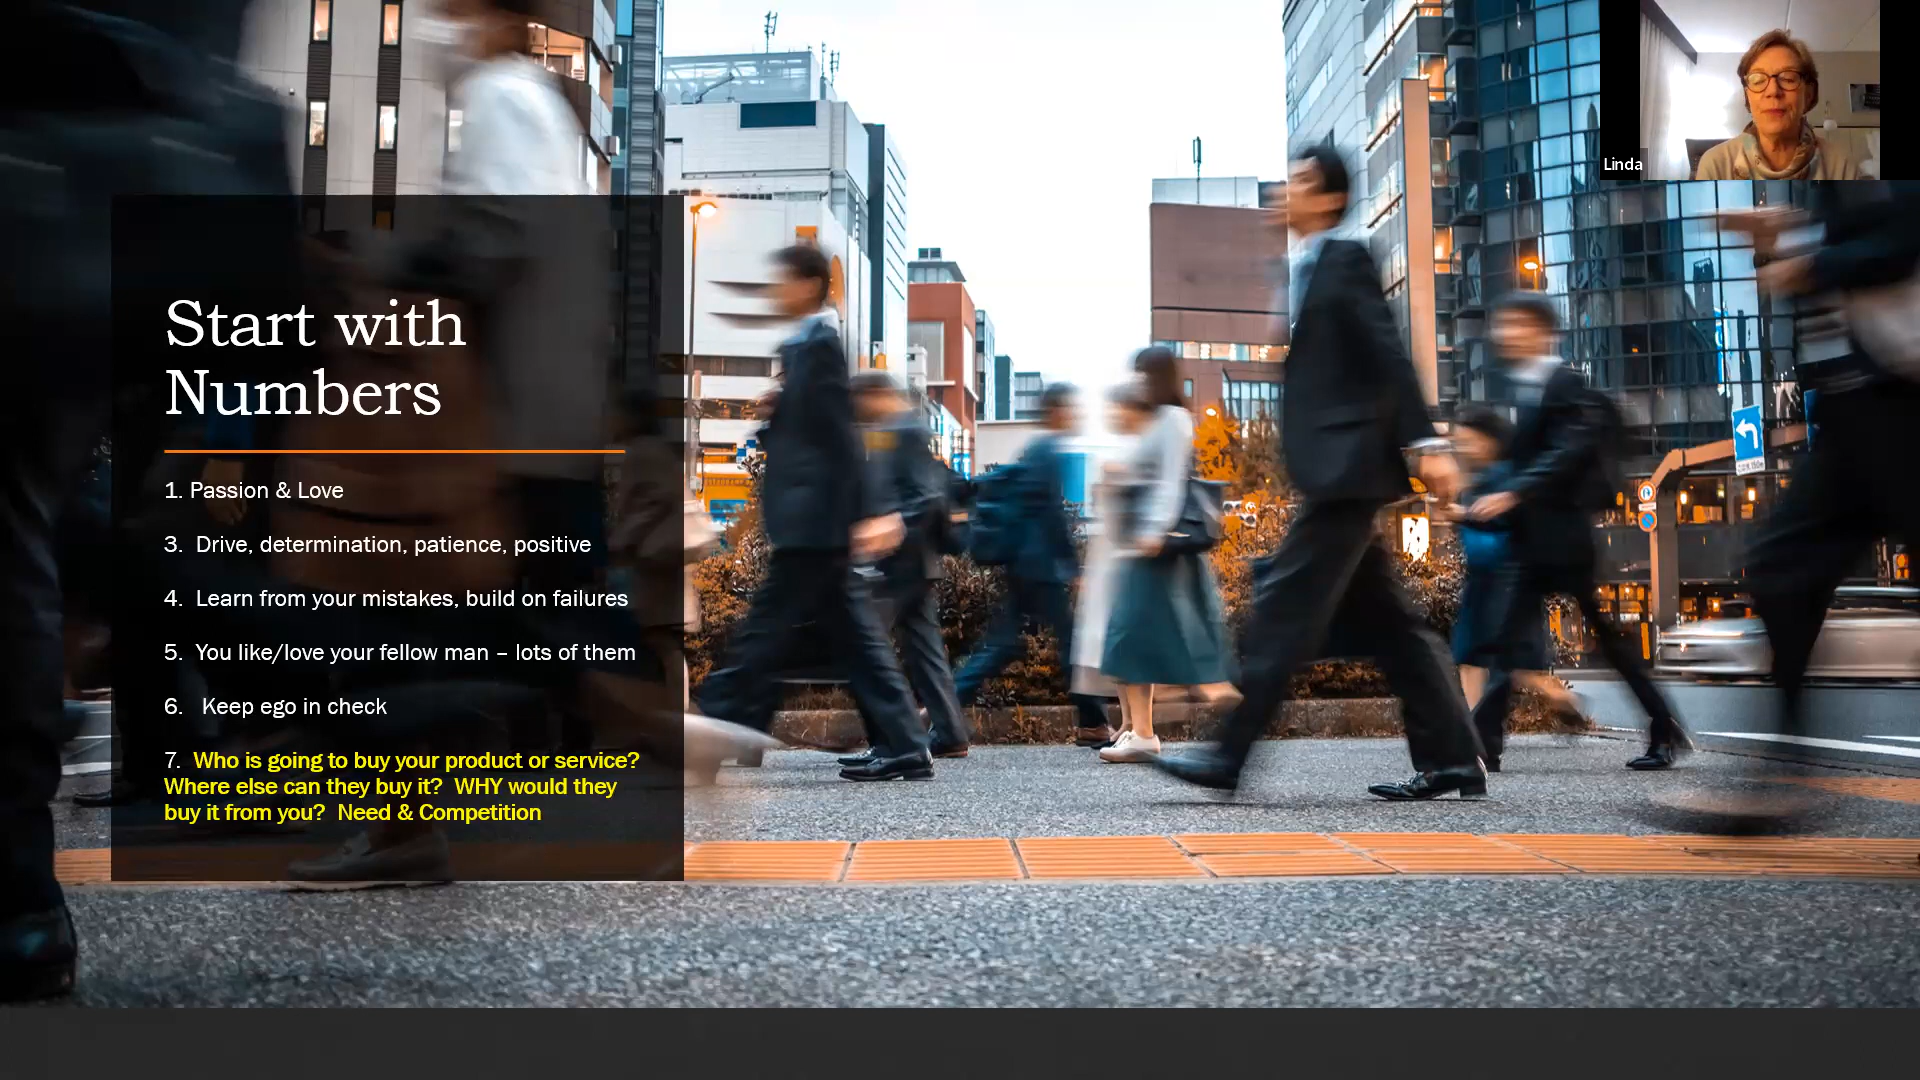 Start with
Numbers
1. Passion & Love
3. Drive, determination, patience, positive
4. Learn from your mistakes, build on failures
5. You like/love your fellow man – lots of them
6. Keep ego in check
7. Who is going to buy your product or service?
Where else can they buy it? WHY would they
buy it from you? Need & Competition
Linda